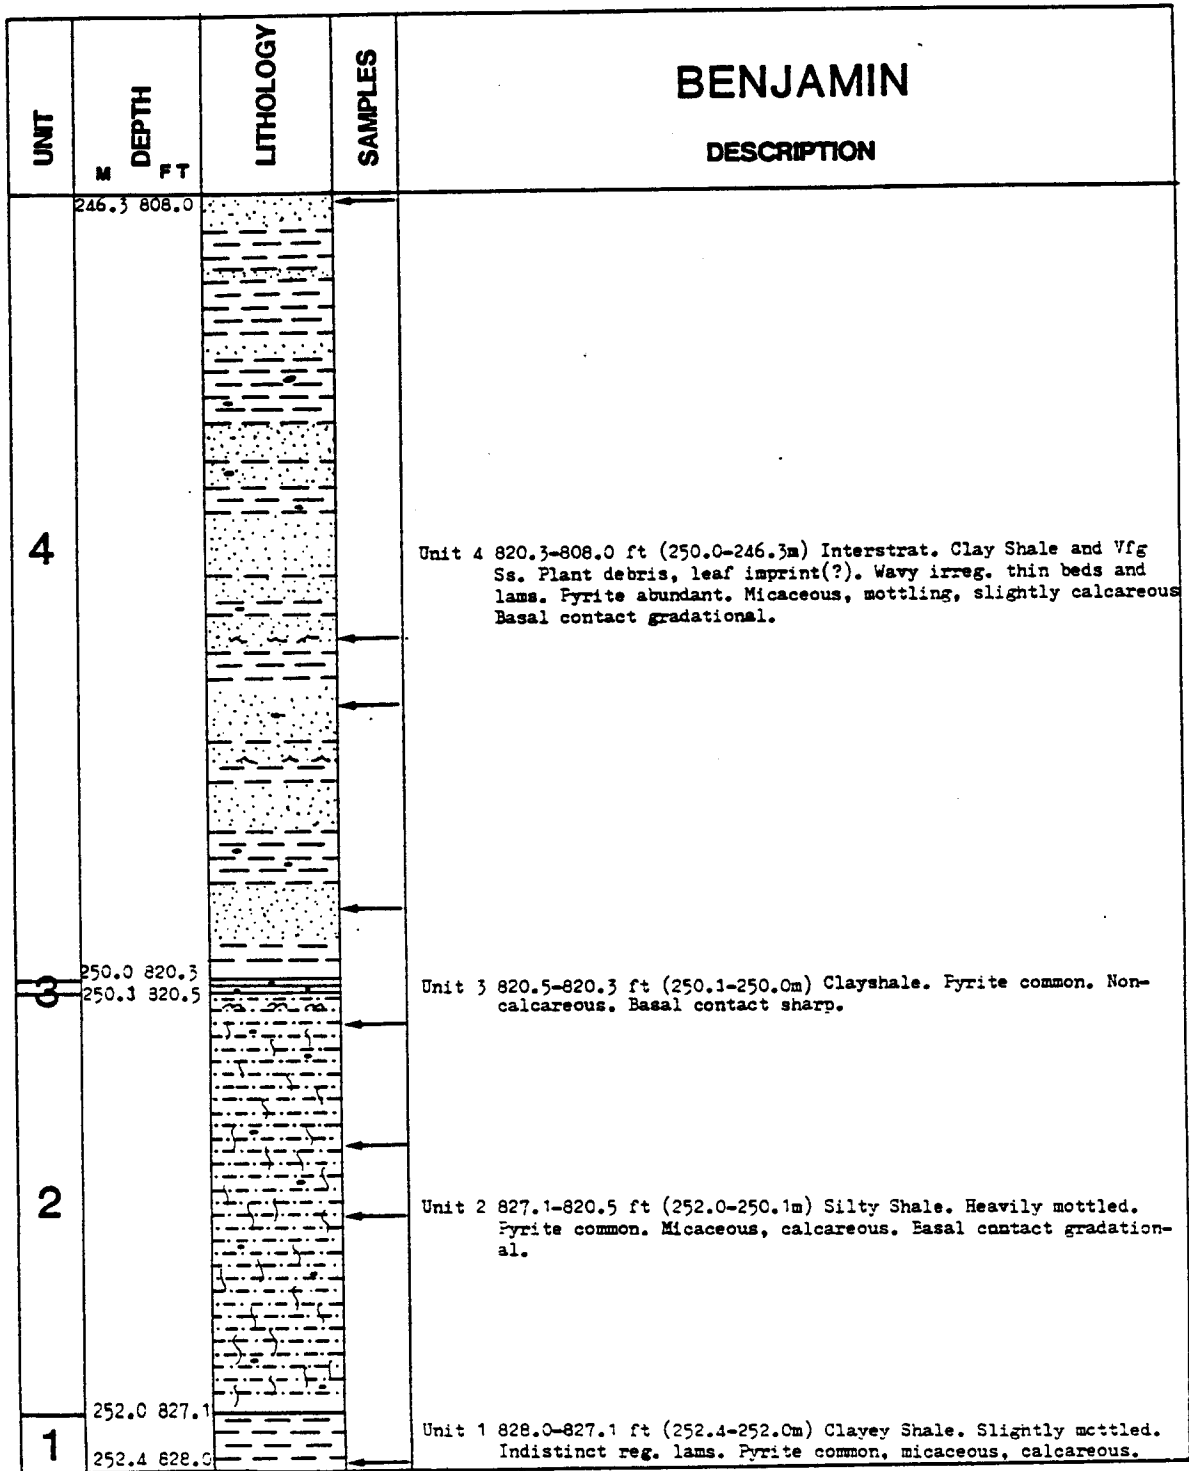 UNIT
DEPTH
M FT
LITHOLOGY
SAMPLES
BENJAMIN
DESCRIPTION
246.3 808.0
4
Unit 4 820.3-808.0 ft (250.0-246.3m) Interstrat. Clay Shale and Vfg
Ss. Plant debris, leaf imprint(?). Wavy irreg. thin beds and
lams. Pyrite abundant. Micaceous, mottling, slightly calcareous
Basal contact gradational.
250.0 820.3
3
250.1 820.5
Unit 3 820.5-820.3 ft (250.1-250.0m) Clayshale. Pyrite common. Non-
calcareous. Basal contact sharp.
2
Unit 2 827.1-820.5 ft (252.0-250.1m) Silty Shale. Heavily mottled.
Pyrite common. Micaceous, calcareous. Basal contact gradation-
al.
252.0 827.1
1
Unit 1 828.0-827.1 ft (252.4-252.0m) Clayey Shale. Slightly mottled.
Indistinct reg. lams. Pyrite common, micaceous, calcareous.
252.4 828.0